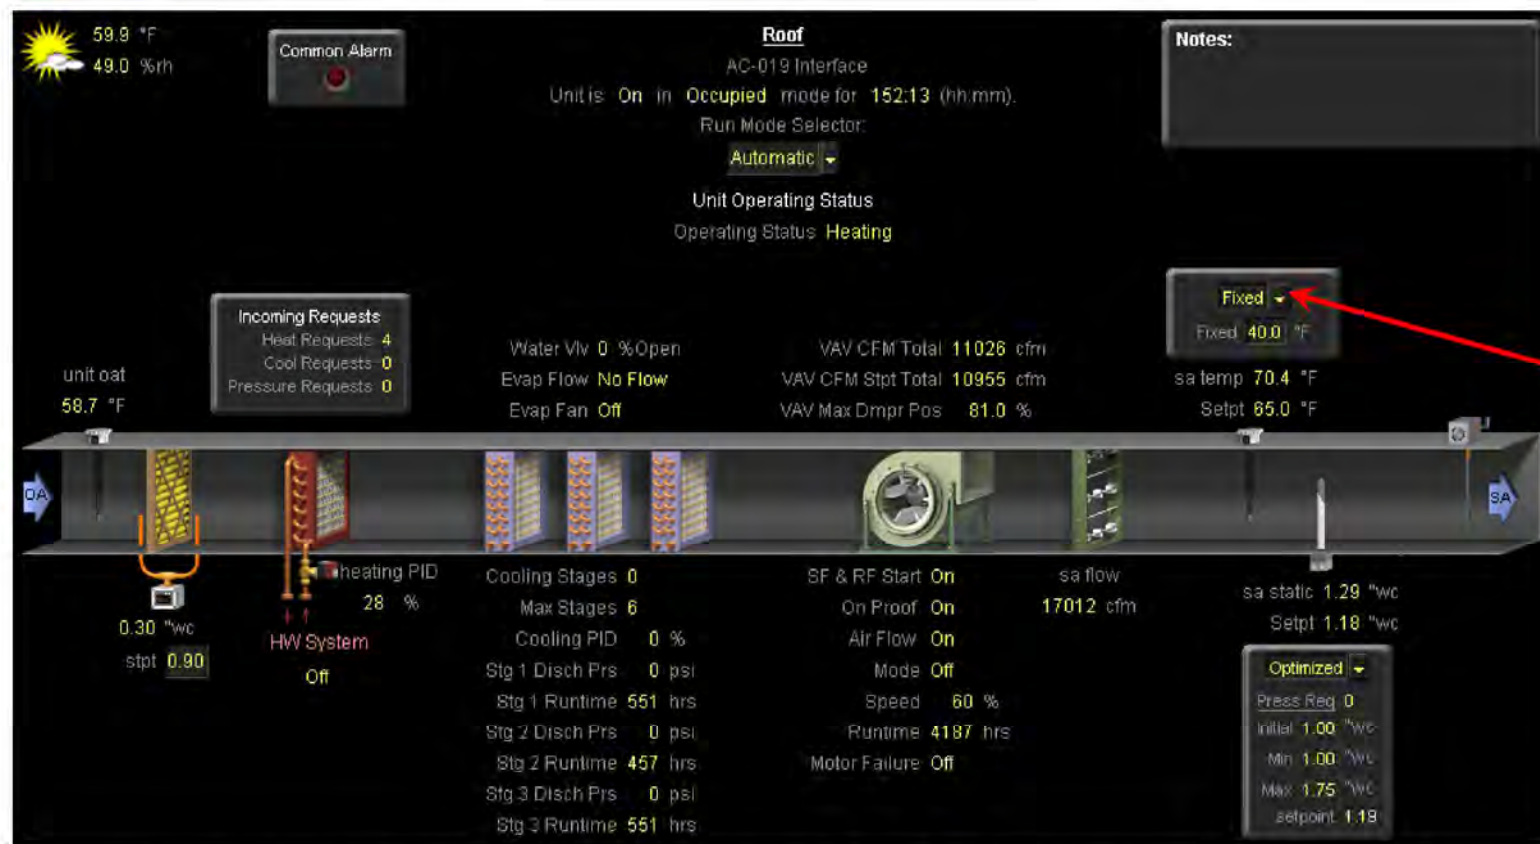 59.9 °F
49.0 %rh
Common Alarm
Roof
AC-019 Interface
Unit is On in Occupied mode for 152:13 (hh:mm).
Run Mode Selector:
Automatic
Unit Operating Status
Operating Status Heating
Notes:
Fixed
Fixed 40.0 °F
sa temp 70.4 °F
Setpt 65.0 °F
Incoming Requests
Heat Requests 4
Cool Requests 0
Pressure Requests 0
unit oat
58.7 °F
Water Vlv 0 %Open
Evap Flow No Flow
Evap Fan Off
VAV CFM Total 11026 cfm
VAV CFM Stpt Total 10955 cfm
VAV Max Dmpr Pos 81.0 %
OA
SA
0.30 "wc
stpt 0.90
heating PID
28 %
HW System
Off
Cooling Stages 0
Max Stages 6
Cooling PID 0 %
Stg 1 Disch Prs 0 psi
Stg 1 Runtime 551 hrs
Stg 2 Disch Prs 0 psi
Stg 2 Runtime 457 hrs
Stg 3 Disch Prs 0 psi
Stg 3 Runtime 551 hrs
SF & RF Start On
On Proof On
Air Flow On
Mode Off
Speed 60 %
Runtime 4187 hrs
Motor Failure Off
sa flow
17012 cfm
sa static 1.29 "wc
Setpt 1.18 "wc
Optimized
Press Req 0
Initial 1.00 "wc
Min 1.00 "wc
Max 1.75 "wc
setpoint 1.18